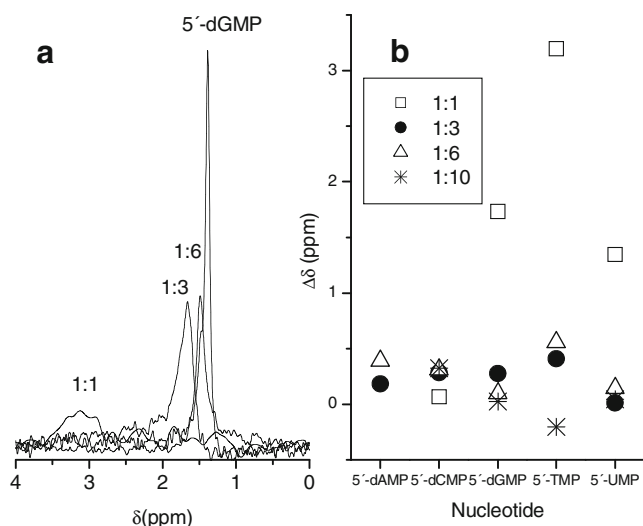 5´-dGMP
a
1:6
1:3
1:1
4 3 2 1 0
δ(ppm)
b
3
2
1
0
Δδ (ppm)
1:1
1:3
1:6
1:10
5´-dAMP 5´-dCMP 5´-dGMP 5´-TMP 5´-UMP
Nucleotide